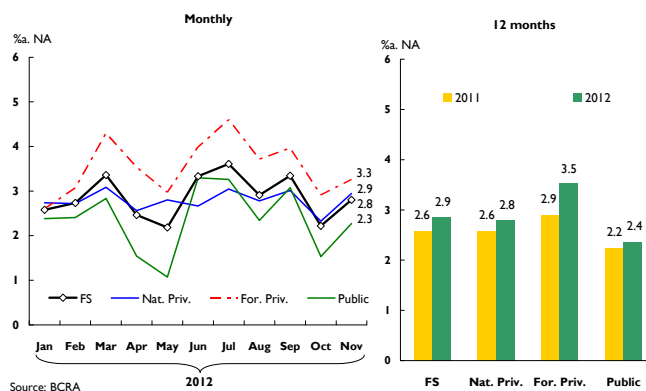 Monthly
%a. NA
6
5
4
3
2
1
0
3.3
2.9
2.8
2.3
FS Nat. Priv. For. Priv. Public
Jan Feb Mar Apr May Jun Jul Aug Sep Oct Nov
2012
Source: BCRA
12 months
%a. NA
6
5
4
3
2
1
0
2011 2012
2.6 2.9 2.6 2.8 2.9 3.5 2.2 2.4
FS Nat. Priv. For. Priv. Public